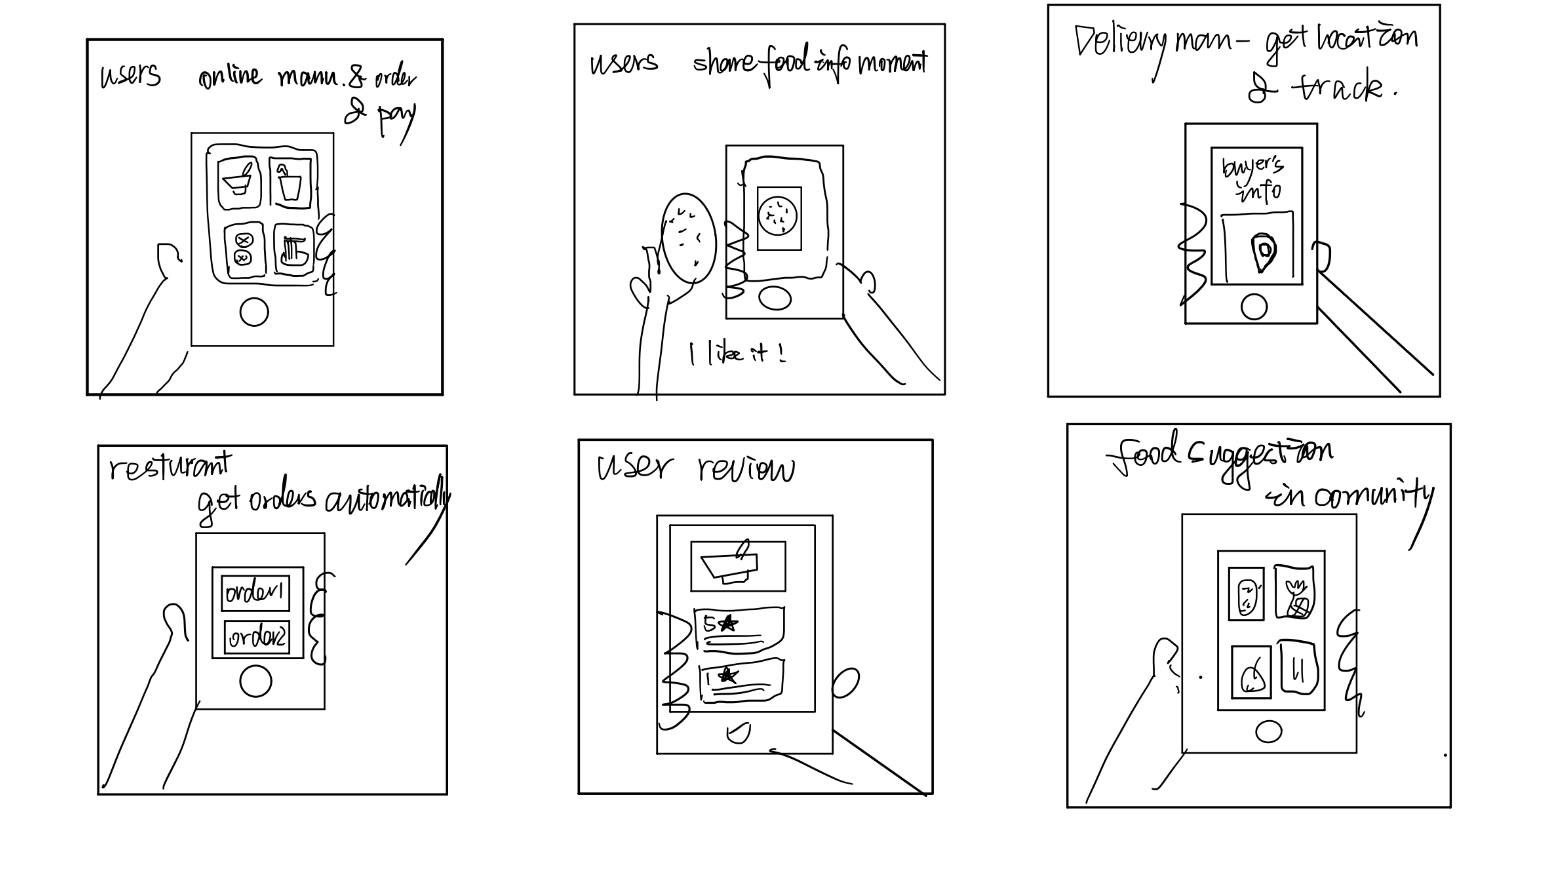 users online manu. & order
& pay
users share food info moment
I like it!
Delievry man - get location
& track.
buyer's
info
resturant
get orders automatically
order1
order2
user review
5★
1★
food suggestion
in comunity